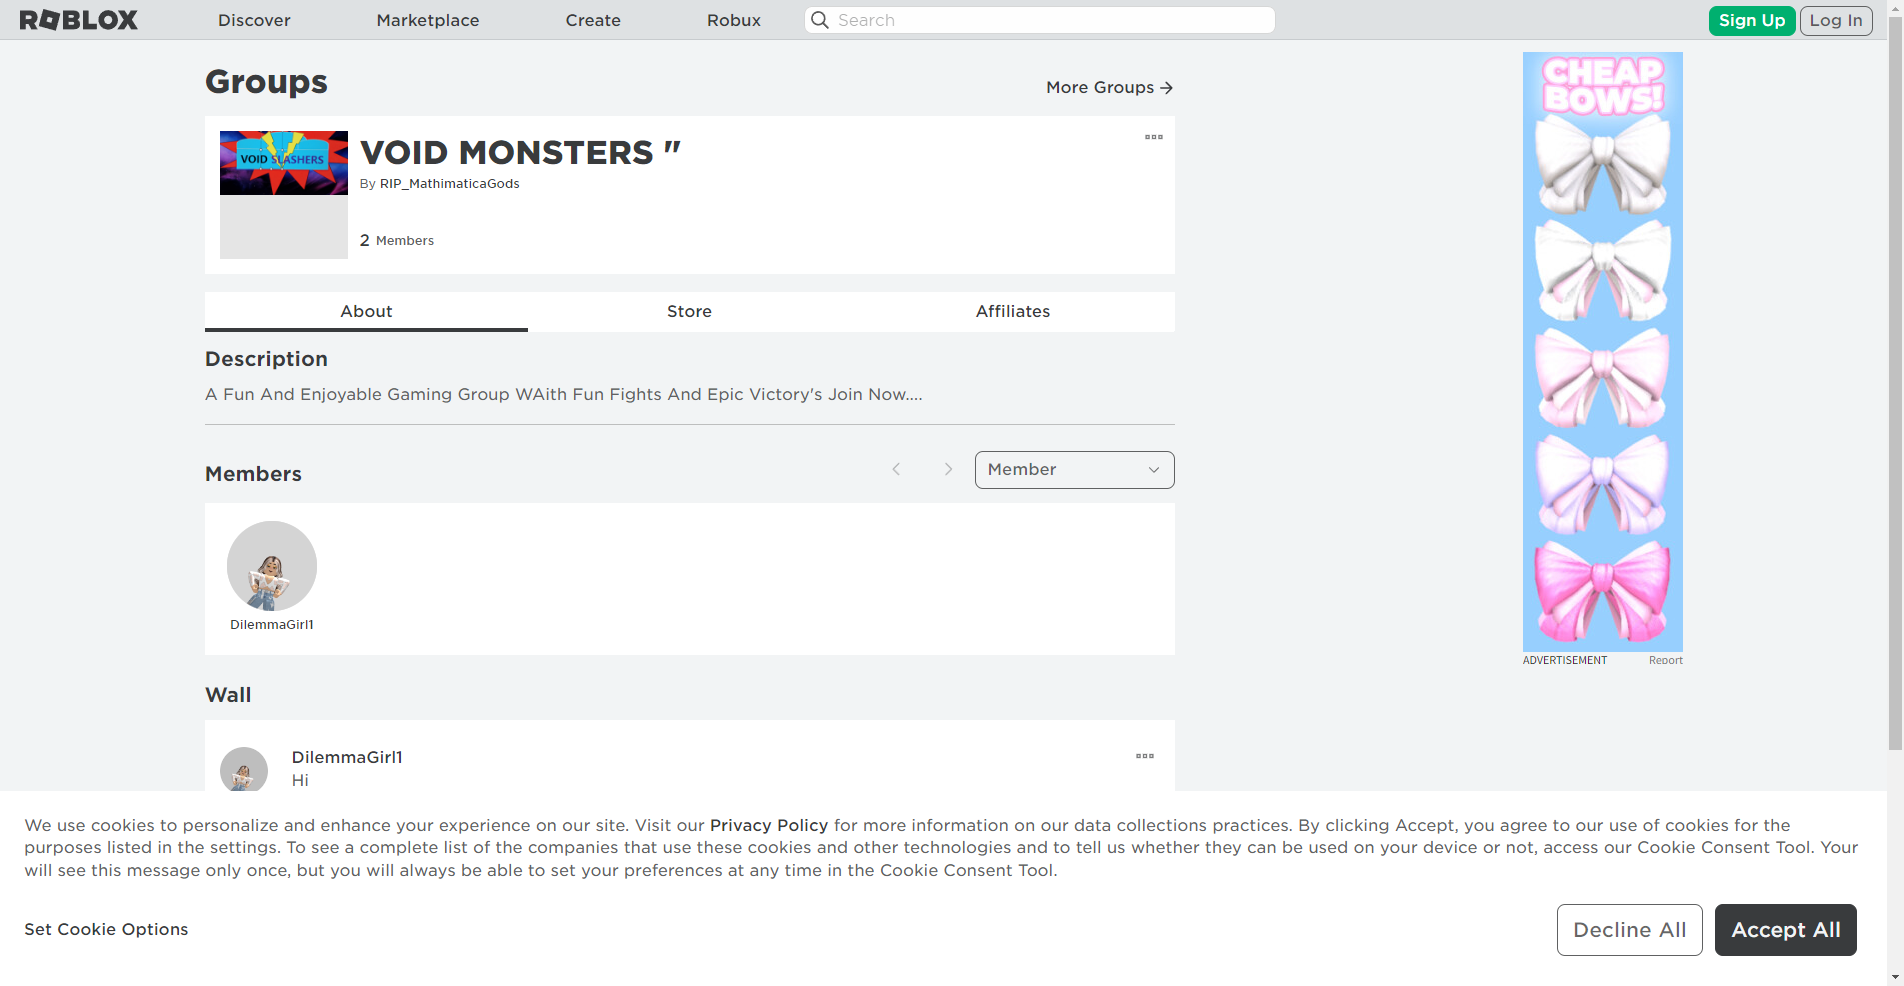 ROBLOX
Discover
Marketplace
Create
Robux
Search
Sign Up
Log In
Groups
More Groups
VOID SLASHERS
VOID MONSTERS "
By RIP_MathimaticaGods
2 Members
About
Store
Affiliates
Description
A Fun And Enjoyable Gaming Group WAith Fun Fights And Epic Victory's Join Now....
Members
Member
DilemmaGirl1
Wall
DilemmaGirl1
Hi
CHEAP
BOWS!
ADVERTISEMENT
Report
We use cookies to personalize and enhance your experience on our site. Visit our Privacy Policy for more information on our data collections practices. By clicking Accept, you agree to our use of cookies for the
purposes listed in the settings. To see a complete list of the companies that use these cookies and other technologies and to tell us whether they can be used on your device or not, access our Cookie Consent Tool. Your
will see this message only once, but you will always be able to set your preferences at any time in the Cookie Consent Tool.
Set Cookie Options
Decline All
Accept All